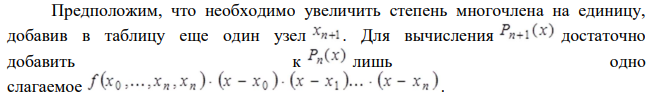 Предположим, что необходимо увеличить степень многочлена на единицу,
добавив в таблицу еще один узел x_{n+1}. Для вычисления P_{n+1}(x) достаточно
добавить к P_n(x) лишь одно
слагаемое f(x_0,...,x_n,x_n)·(x − x_0)·(x − x_1)...·(x − x_n).